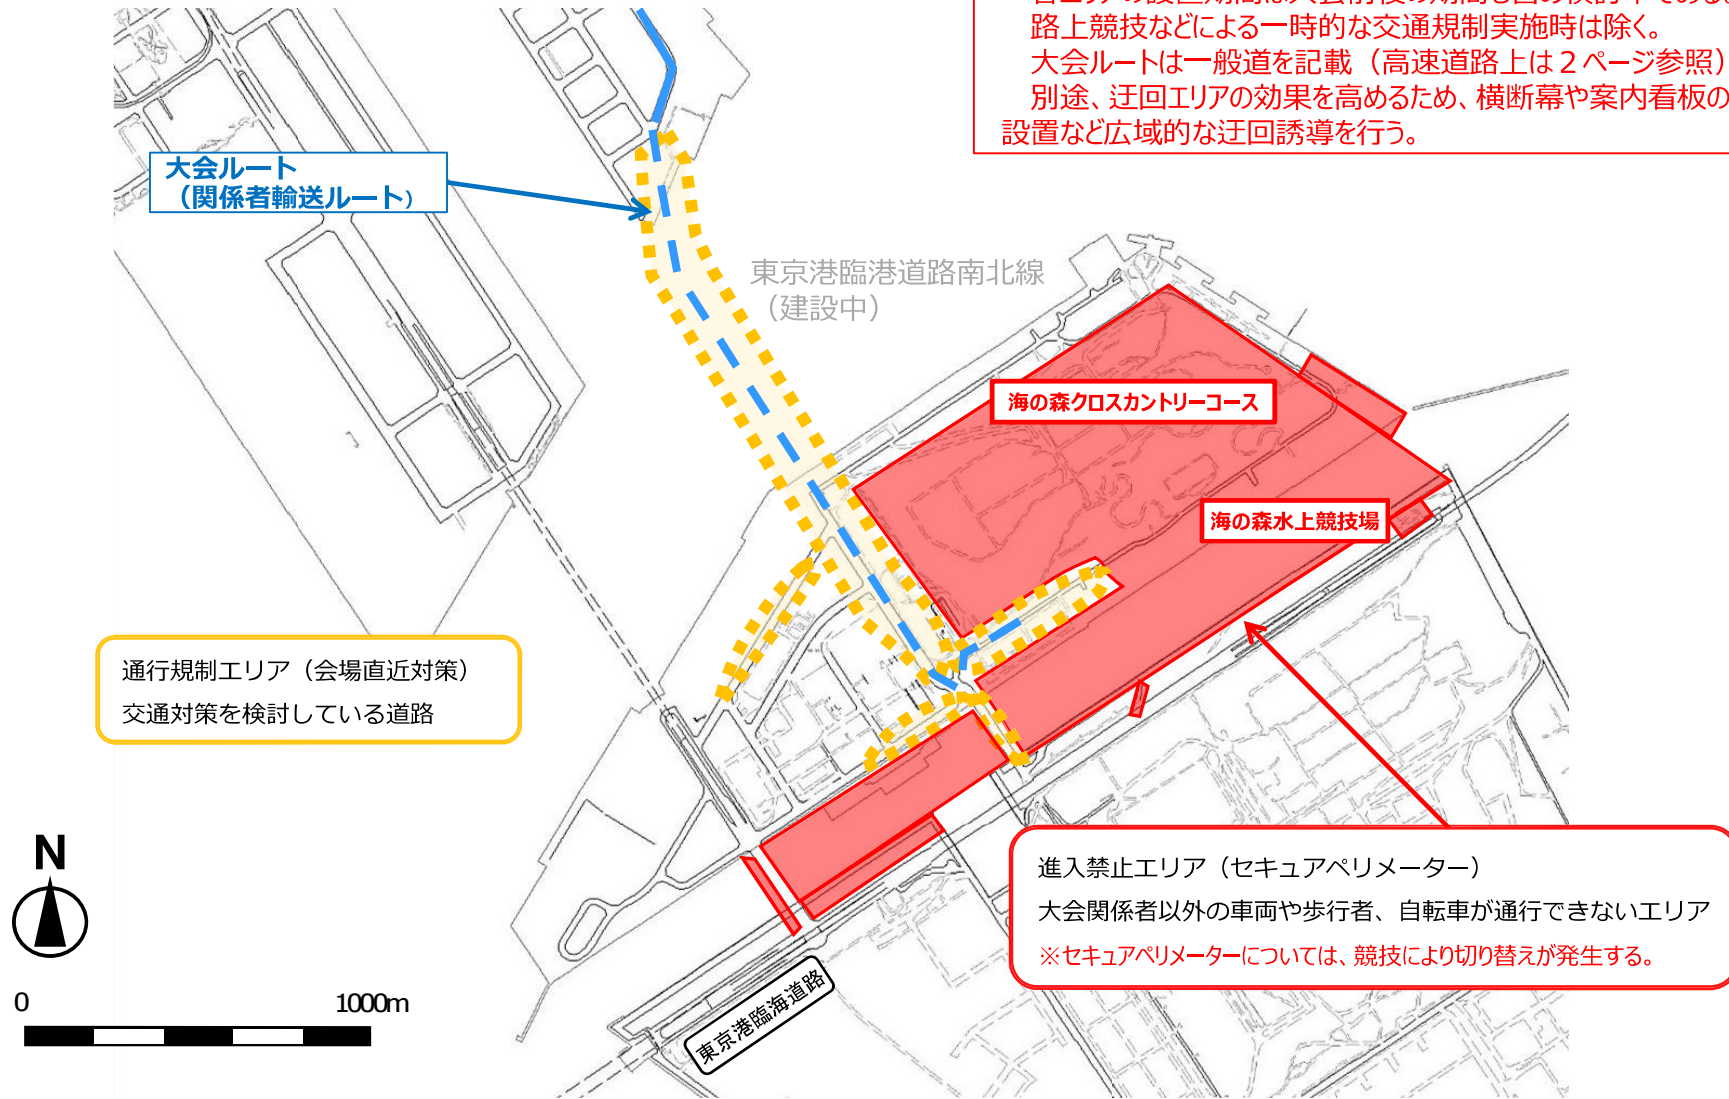 路上競技などによる一時的な交通規制実施時は除く。
大会ルートは一般道を記載（高速道路上は２ページ参照）
別途、迂回エリアの効果を高めるため、横断幕や案内看板の
設置など広域的な迂回誘導を行う。
大会ルート
（関係者輸送ルート）
東京港臨港道路南北線
（建設中）
海の森クロスカントリーコース
海の森水上競技場
通行規制エリア（会場直近対策）
交通対策を検討している道路
進入禁止エリア（セキュアペリメーター）
大会関係者以外の車両や歩行者、自転車が通行できないエリア
※セキュアペリメーターについては、競技により切り替えが発生する。
N
0 1000m
東京港臨海道路